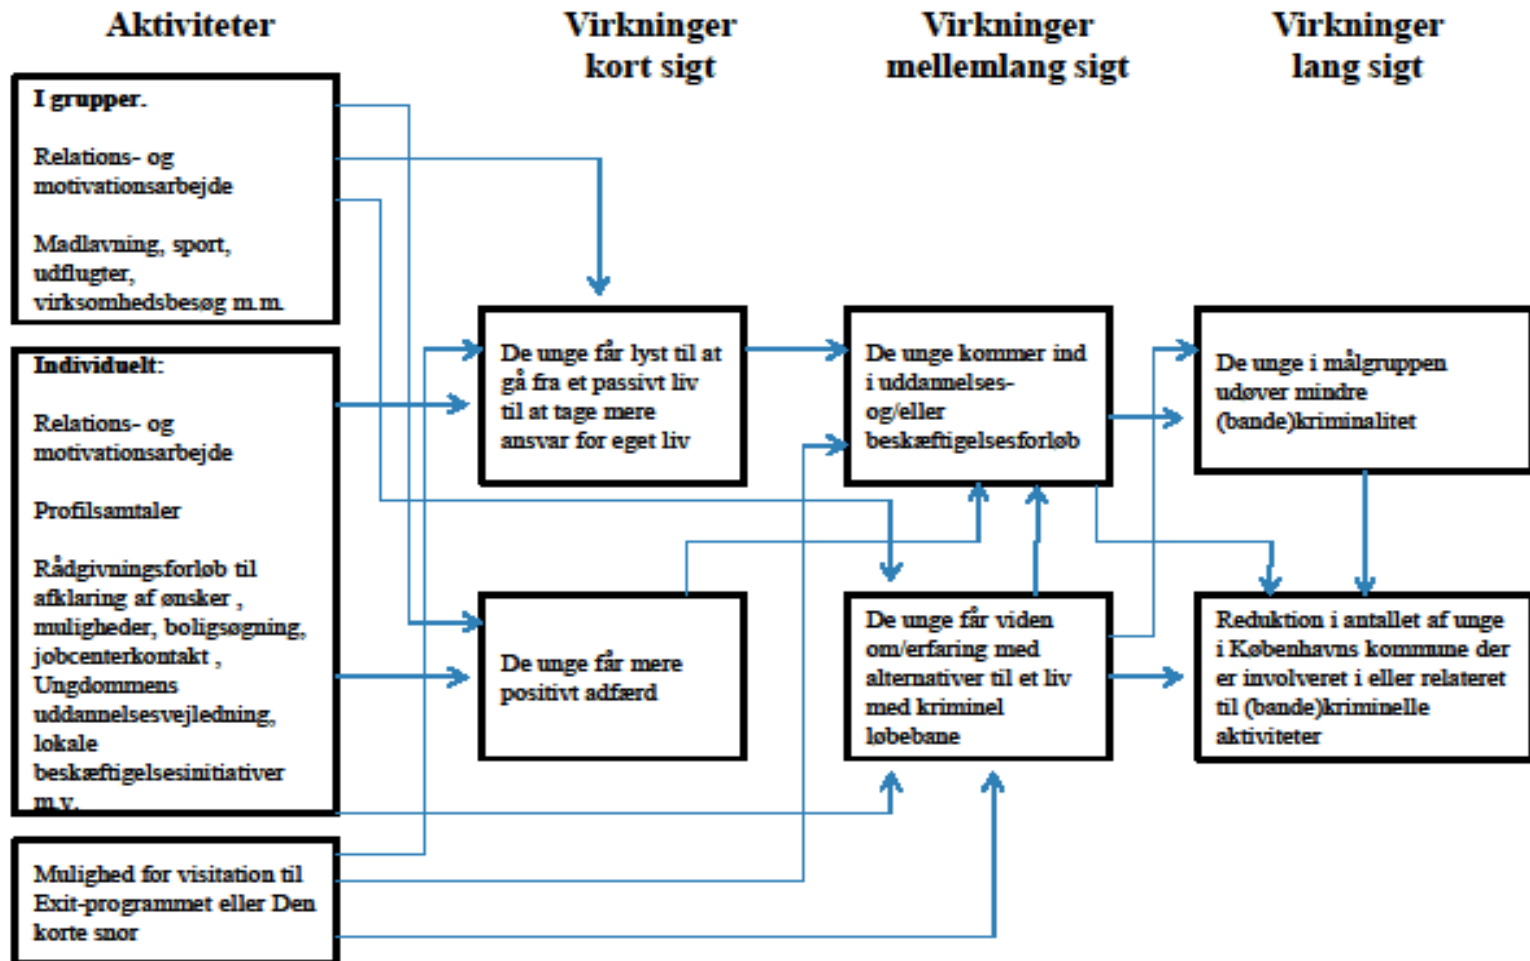 Aktiviteter
Virkninger
kort sigt
Virkninger
mellemlang sigt
Virkninger
lang sigt
I grupper.
Relations- og
motivationsarbejde
Madlavning, sport,
udflugter,
virksomhedsbesøg m.m.
Individuelt:
Relations- og
motivationsarbejde
Profilsamtaler
Rådgivningsforløb til
afklaring af ønsker ,
muligheder, boligsøgning,
jobcenterkontakt ,
Ungdommens
uddannelsesvejledning,
lokale
beskæftigelsesinitiativer
m.v.
Mulighed for visitation til
Exit-programmet eller Den
korte snor
De unge får lyst til at
gå fra et passivt liv
til at tage mere
ansvar for eget liv
De unge får mere
positivt adfærd
De unge kommer ind
i uddannelses-
og/eller
beskæftigelsesforløb
De unge får viden
om/erfaring med
alternativer til et liv
med kriminel
løbebane
De unge i målgruppen
udøver mindre
(bande)kriminalitet
Reduktion i antallet af unge
i Københavns kommune der
er involveret i eller relateret
til (bande)kriminelle
aktiviteter